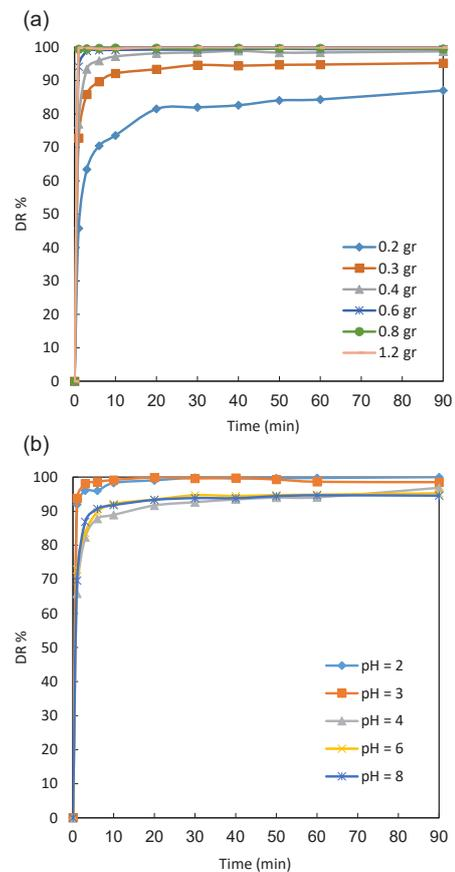 (a)
100
90
80
70
60
50
40
30
20
10
0
DR %
0.2 gr
0.3 gr
0.4 gr
0.6 gr
0.8 gr
1.2 gr
0 10 20 30 40 50 60 70 80 90
Time (min)
(b)
100
90
80
70
60
50
40
30
20
10
0
DR %
pH = 2
pH = 3
pH = 4
pH = 6
pH = 8
0 10 20 30 40 50 60 70 80 90
Time (min)